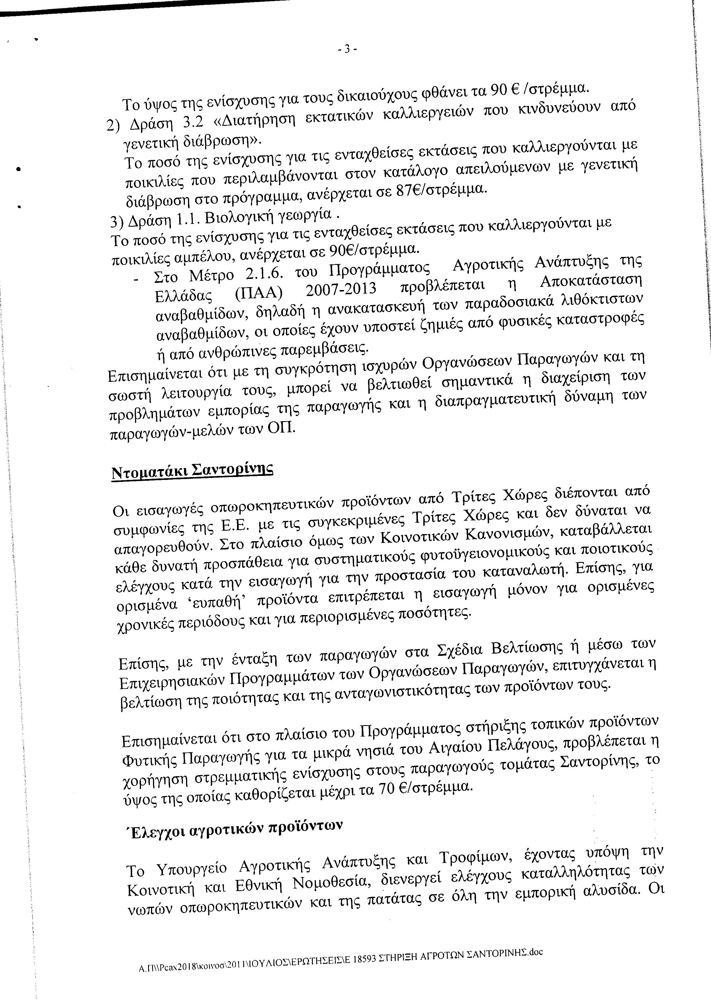 - 3 -
Το ύψος της ενίσχυσης για τους δικαιούχους φθάνει τα 90 € /στρέμμα.
2) Δράση 3.2 «Διατήρηση εκτατικών καλλιεργειών που κινδυνεύουν από
γενετική διάβρωση».
Το ποσό της ενίσχυσης για τις ενταχθείσες εκτάσεις που καλλιεργούνται με
ποικιλίες που περιλαμβάνονται στον κατάλογο απειλούμενων με γενετική
διάβρωση στο πρόγραμμα, ανέρχεται σε 87€/στρέμμα.
3) Δράση 1.1. Βιολογική γεωργία .
Το ποσό της ενίσχυσης για τις ενταχθείσες εκτάσεις που καλλιεργούνται με
ποικιλίες αμπέλου, ανέρχεται σε 90€/στρέμμα.
- Στο Μέτρο 2.1.6. του Προγράμματος Αγροτικής Ανάπτυξης της
Ελλάδας (ΠΑΑ) 2007-2013 προβλέπεται η Αποκατάσταση
αναβαθμίδων, δηλαδή η ανακατασκευή των παραδοσιακά λιθόκτιστων
αναβαθμίδων, οι οποίες έχουν υποστεί ζημιές από φυσικές καταστροφές
ή από ανθρώπινες παρεμβάσεις.
Επισημαίνεται ότι με τη συγκρότηση ισχυρών Οργανώσεων Παραγωγών και τη
σωστή λειτουργία τους, μπορεί να βελτιωθεί σημαντικά η διαχείριση των
προβλημάτων εμπορίας της παραγωγής και η διαπραγματευτική δύναμη των
παραγωγών-μελών των ΟΠ.
Ντοματάκι Σαντορίνης
Οι εισαγωγές οπωροκηπευτικών προϊόντων από Τρίτες Χώρες διέπονται από
συμφωνίες της Ε.Ε. με τις συγκεκριμένες Τρίτες Χώρες και δεν δύναται να
απαγορευθούν. Στο πλαίσιο όμως των Κοινοτικών Κανονισμών, καταβάλλεται
κάθε δυνατή προσπάθεια για συστηματικούς φυτοϋγειονομικούς και ποιοτικούς
ελέγχους κατά την εισαγωγή για την προστασία του καταναλωτή. Επίσης, για
ορισμένα ‘ευπαθή’ προϊόντα επιτρέπεται η εισαγωγή μόνον για ορισμένες
χρονικές περιόδους και για περιορισμένες ποσότητες.
Επίσης, με την ένταξη των παραγωγών στα Σχέδια Βελτίωσης ή μέσω των
Επιχειρησιακών Προγραμμάτων των Οργανώσεων Παραγωγών, επιτυγχάνεται η
βελτίωση της ποιότητας και της ανταγωνιστικότητας των προϊόντων τους.
Επισημαίνεται ότι στο πλαίσιο του Προγράμματος στήριξης τοπικών προϊόντων
Φυτικής Παραγωγής για τα μικρά νησιά του Αιγαίου Πελάγους, προβλέπεται η
χορήγηση στρεμματικής ενίσχυσης στους παραγωγούς τομάτας Σαντορίνης, το
ύψος της οποίας καθορίζεται μέχρι τα 70 €/στρέμμα.
Έλεγχοι αγροτικών προϊόντων
Το Υπουργείο Αγροτικής Ανάπτυξης και Τροφίμων, έχοντας υπόψη την
Κοινοτική και Εθνική Νομοθεσία, διενεργεί ελέγχους καταλληλότητας των
νωπών οπωροκηπευτικών και της πατάτας σε όλη την εμπορική αλυσίδα. Οι
Α.Π\\Pcax2018\κοινοσ\2011\ΙΟΥΛΙΟΣ\ΕΡΩΤΗΣΕΙΣ\Ε 18593 ΣΤΗΡΙΞΗ ΑΓΡΟΤΩΝ ΣΑΝΤΟΡΙΝΗΣ.doc